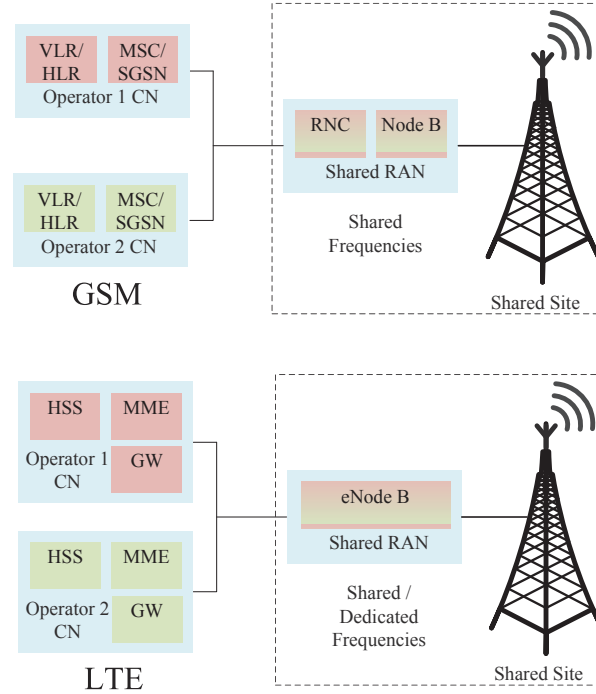 VLR/
HLR
MSC/
SGSN
Operator 1 CN
VLR/
HLR
MSC/
SGSN
Operator 2 CN
GSM
RNC
Node B
Shared RAN
Shared
Frequencies
Shared Site
HSS
MME
Operator 1
CN
GW
HSS
MME
Operator 2
CN
GW
LTE
eNode B
Shared RAN
Shared /
Dedicated
Frequencies
Shared Site